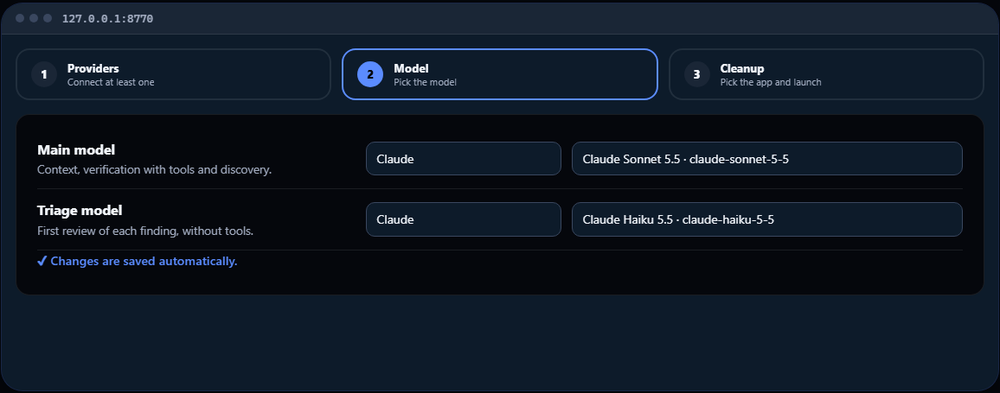 127.0.0.1:8770
1
Providers
Connect at least one
2
Model
Pick the model
3
Cleanup
Pick the app and launch
Main model
Context, verification with tools and discovery.
Claude
Claude Sonnet 5.5 · claude-sonnet-5-5
Triage model
First review of each finding, without tools.
Claude
Claude Haiku 5.5 · claude-haiku-5-5
✓ Changes are saved automatically.